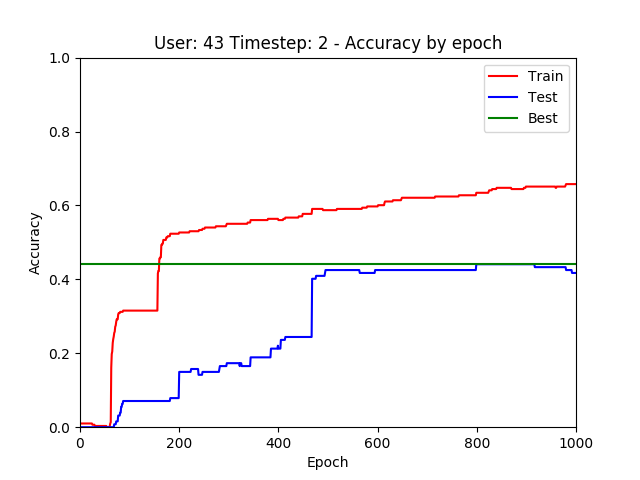 User: 43 Timestep: 2 - Accuracy by epoch
1.0
0.8
0.6
0.4
0.2
0.0
Accuracy
Train
Test
Best
0 200 400 600 800 1000
Epoch